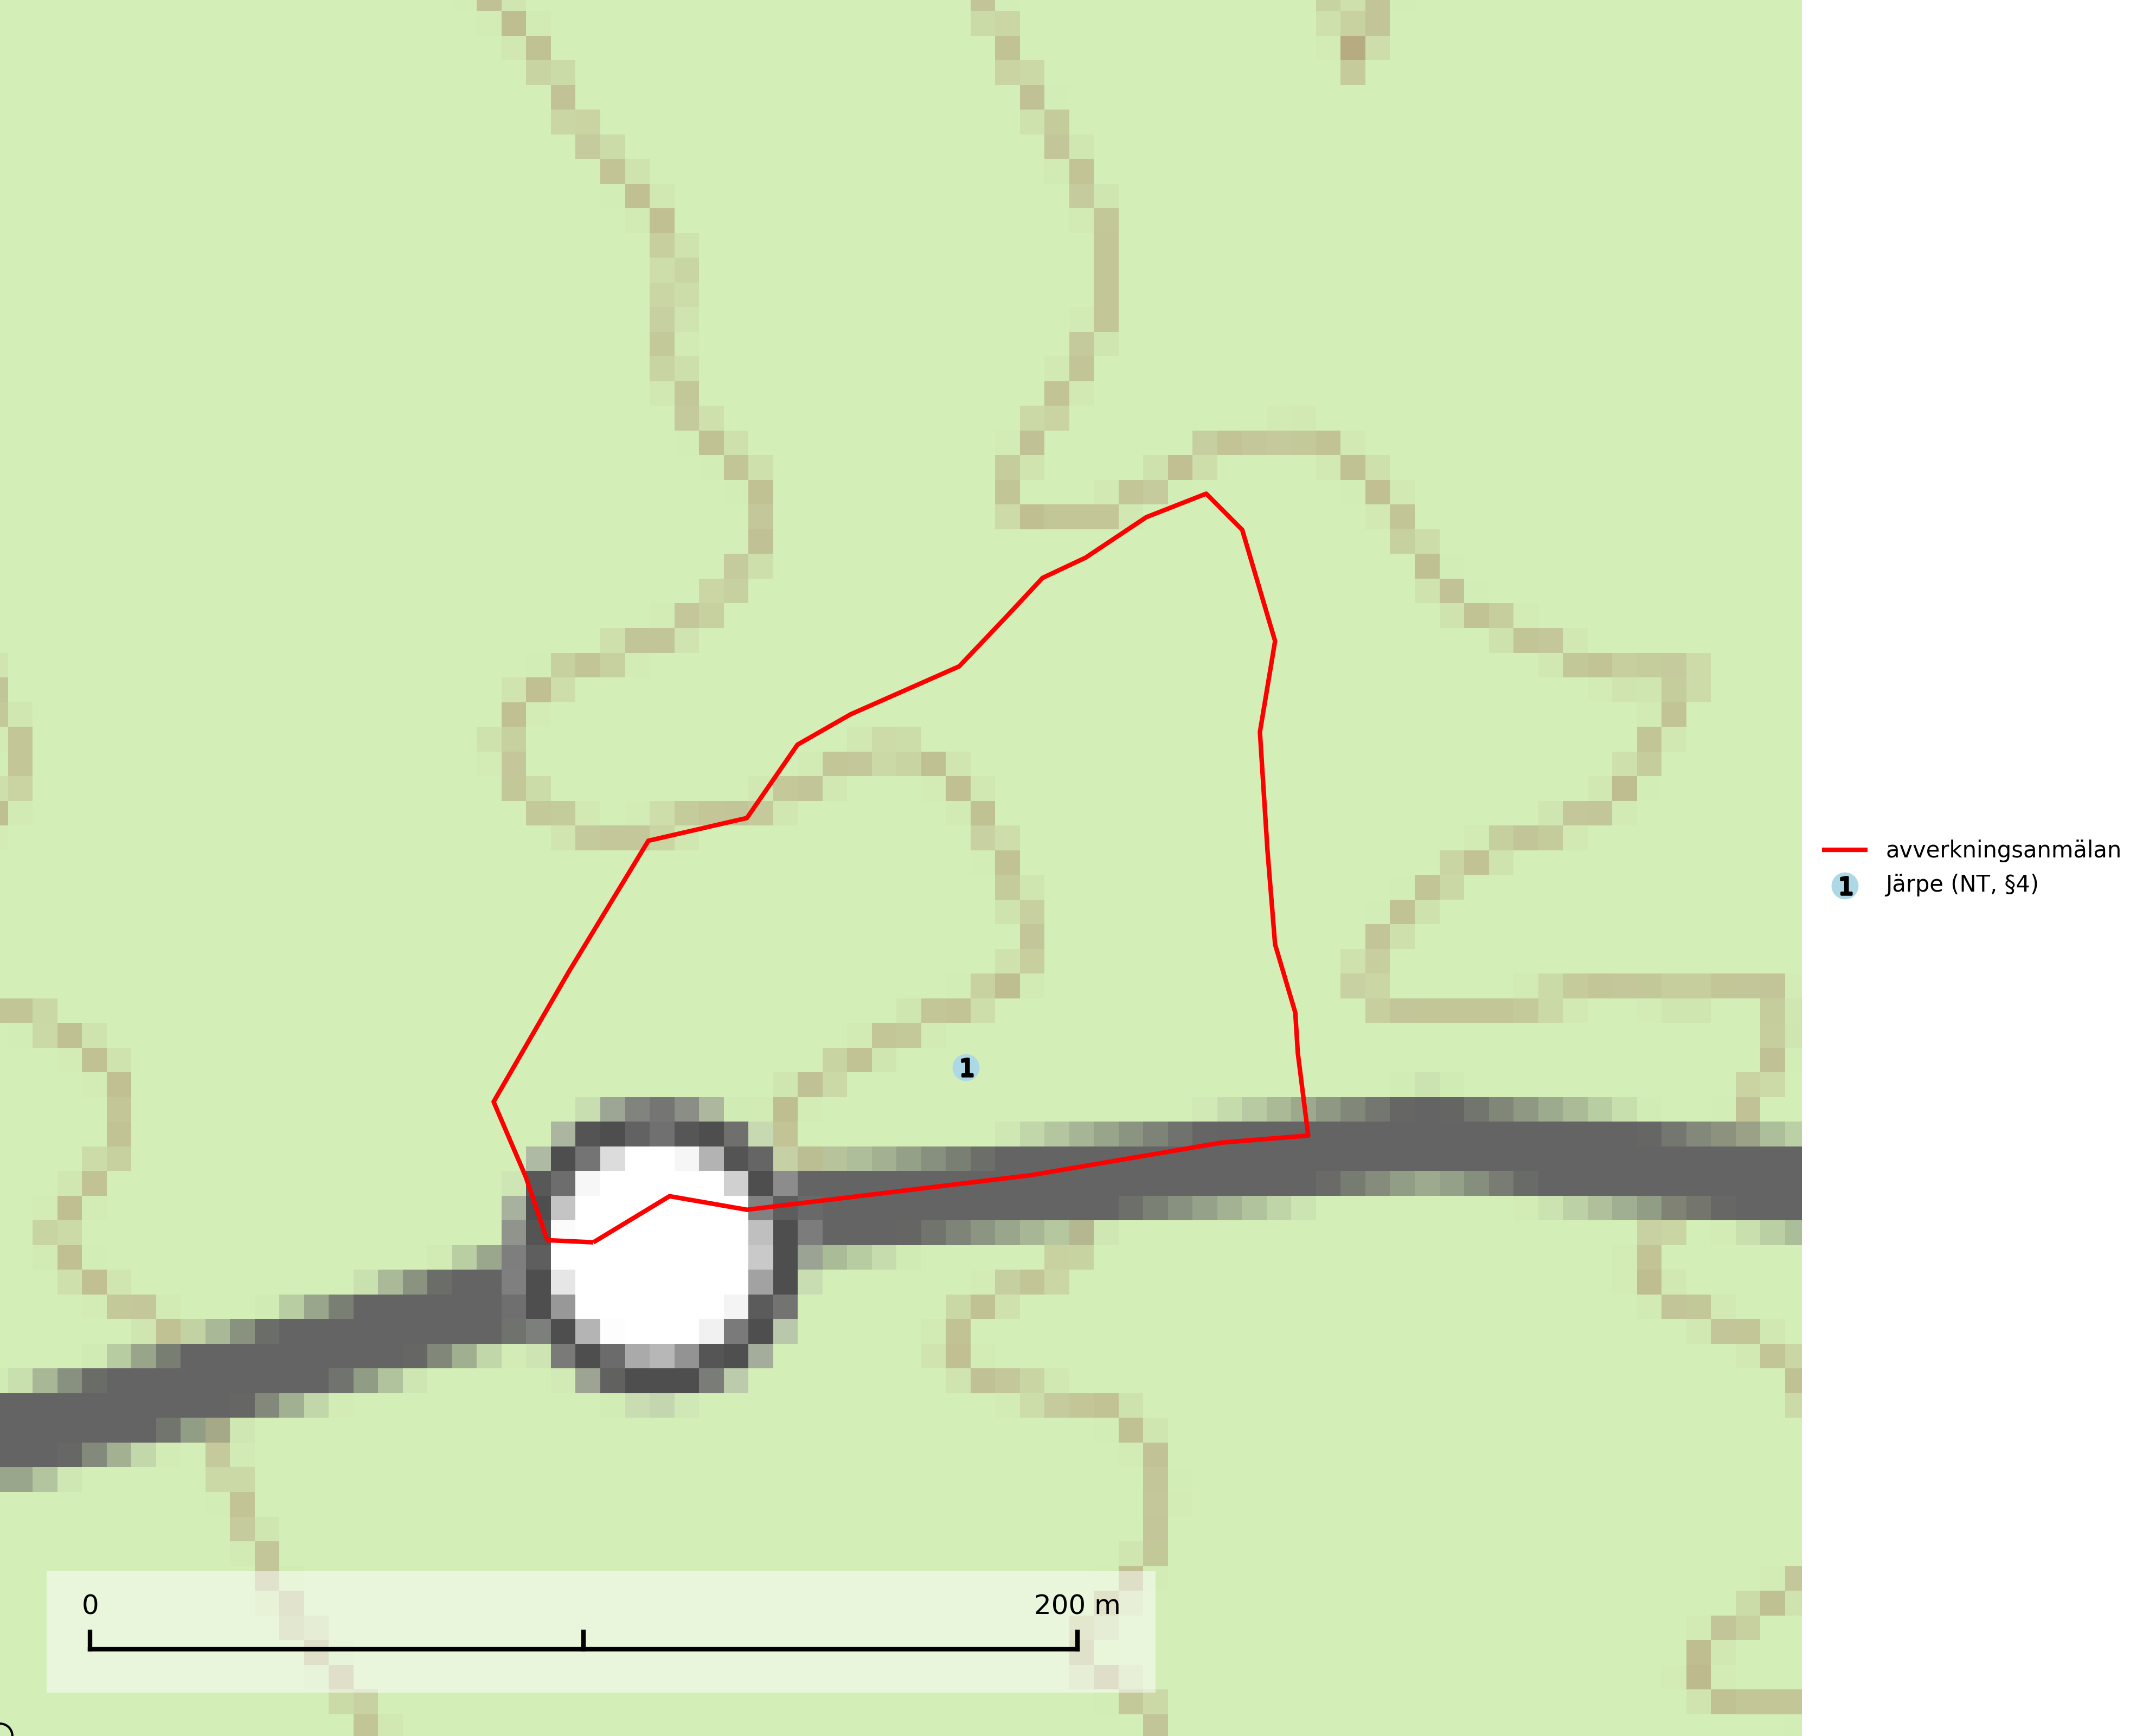 avverkningsanmälan
1 Järpe (NT, §4)
1
0 200 m